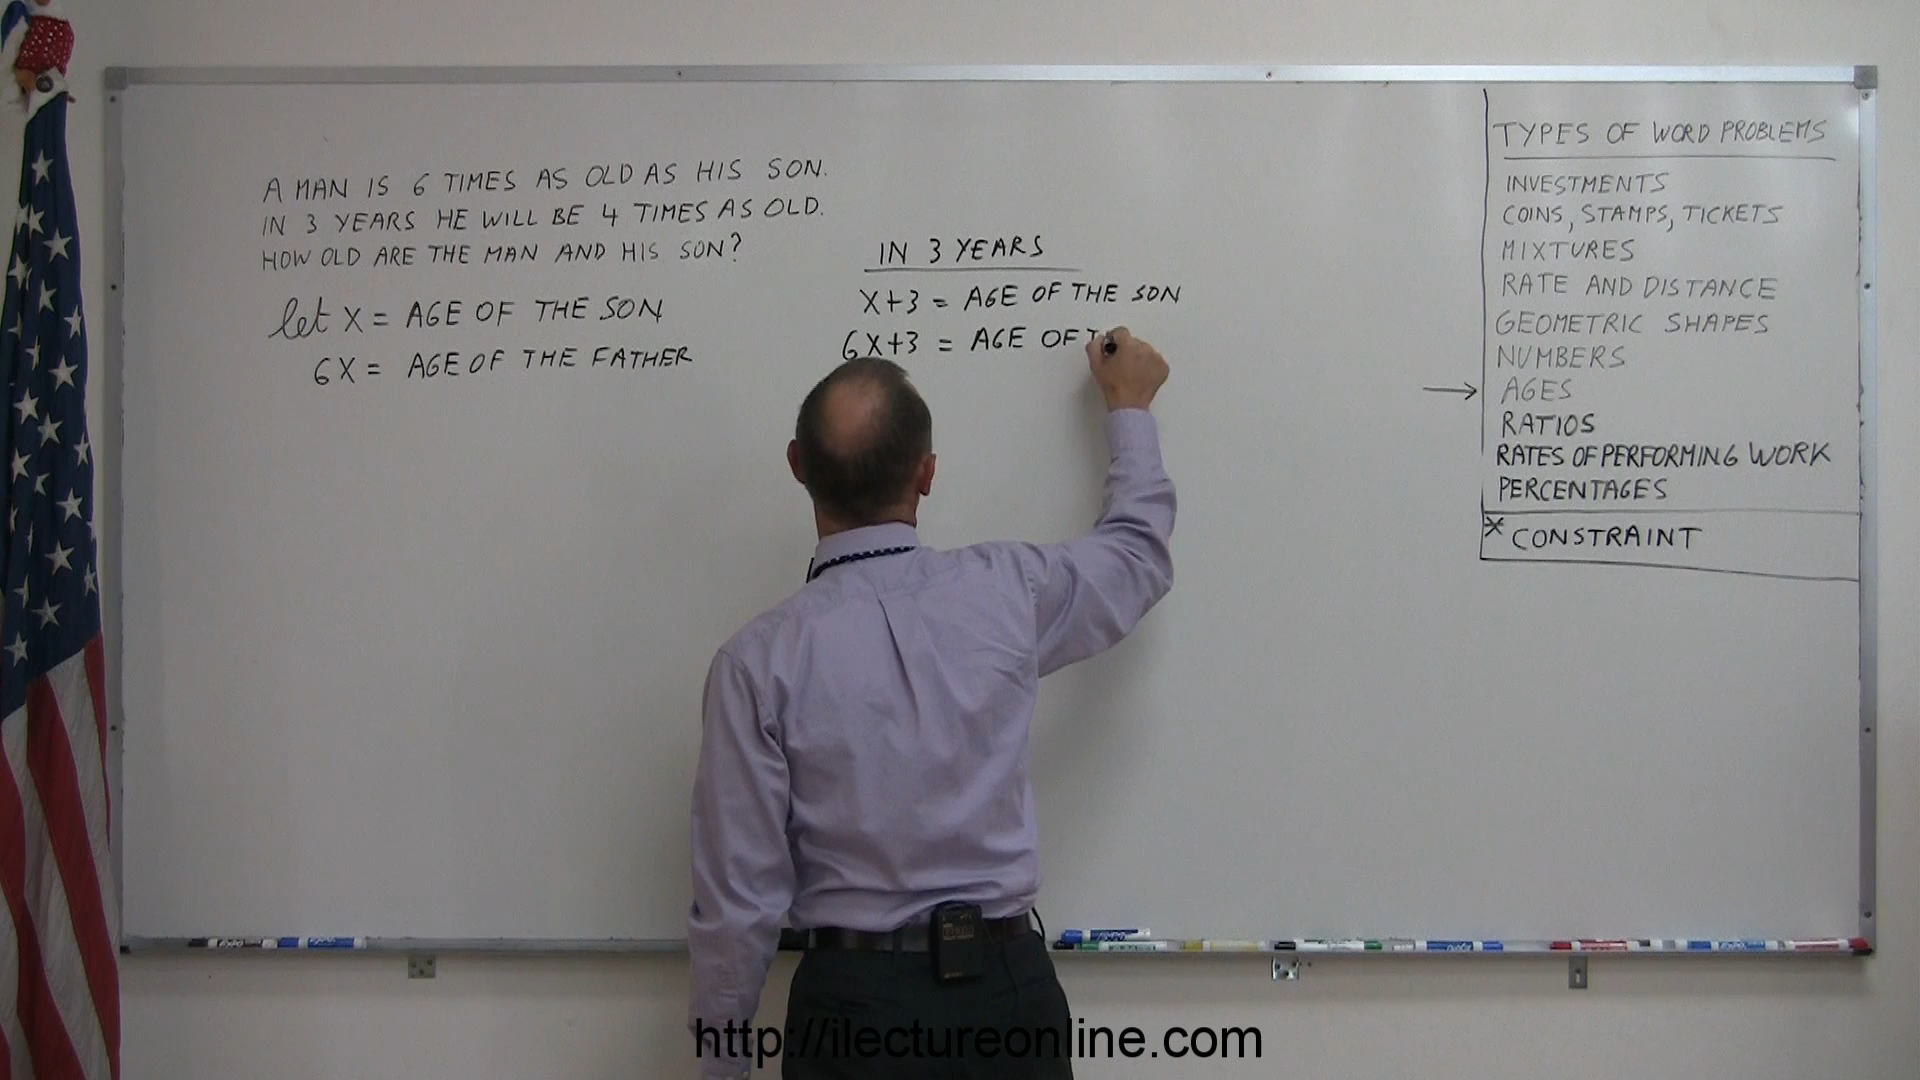 A MAN IS 6 TIMES AS OLD AS HIS SON.
IN 3 YEARS HE WILL BE 4 TIMES AS OLD.
HOW OLD ARE THE MAN AND HIS SON?
let X = AGE OF THE SON
6X = AGE OF THE FATHER
IN 3 YEARS
X+3 = AGE OF THE SON
6X+3 = AGE OF
TYPES OF WORD PROBLEMS
INVESTMENTS
COINS, STAMPS, TICKETS
MIXTURES
RATE AND DISTANCE
GEOMETRIC SHAPES
NUMBERS
→ AGES
RATIOS
RATES OF PERFORMING WORK
PERCENTAGES
* CONSTRAINT
http://ilectureonline.com